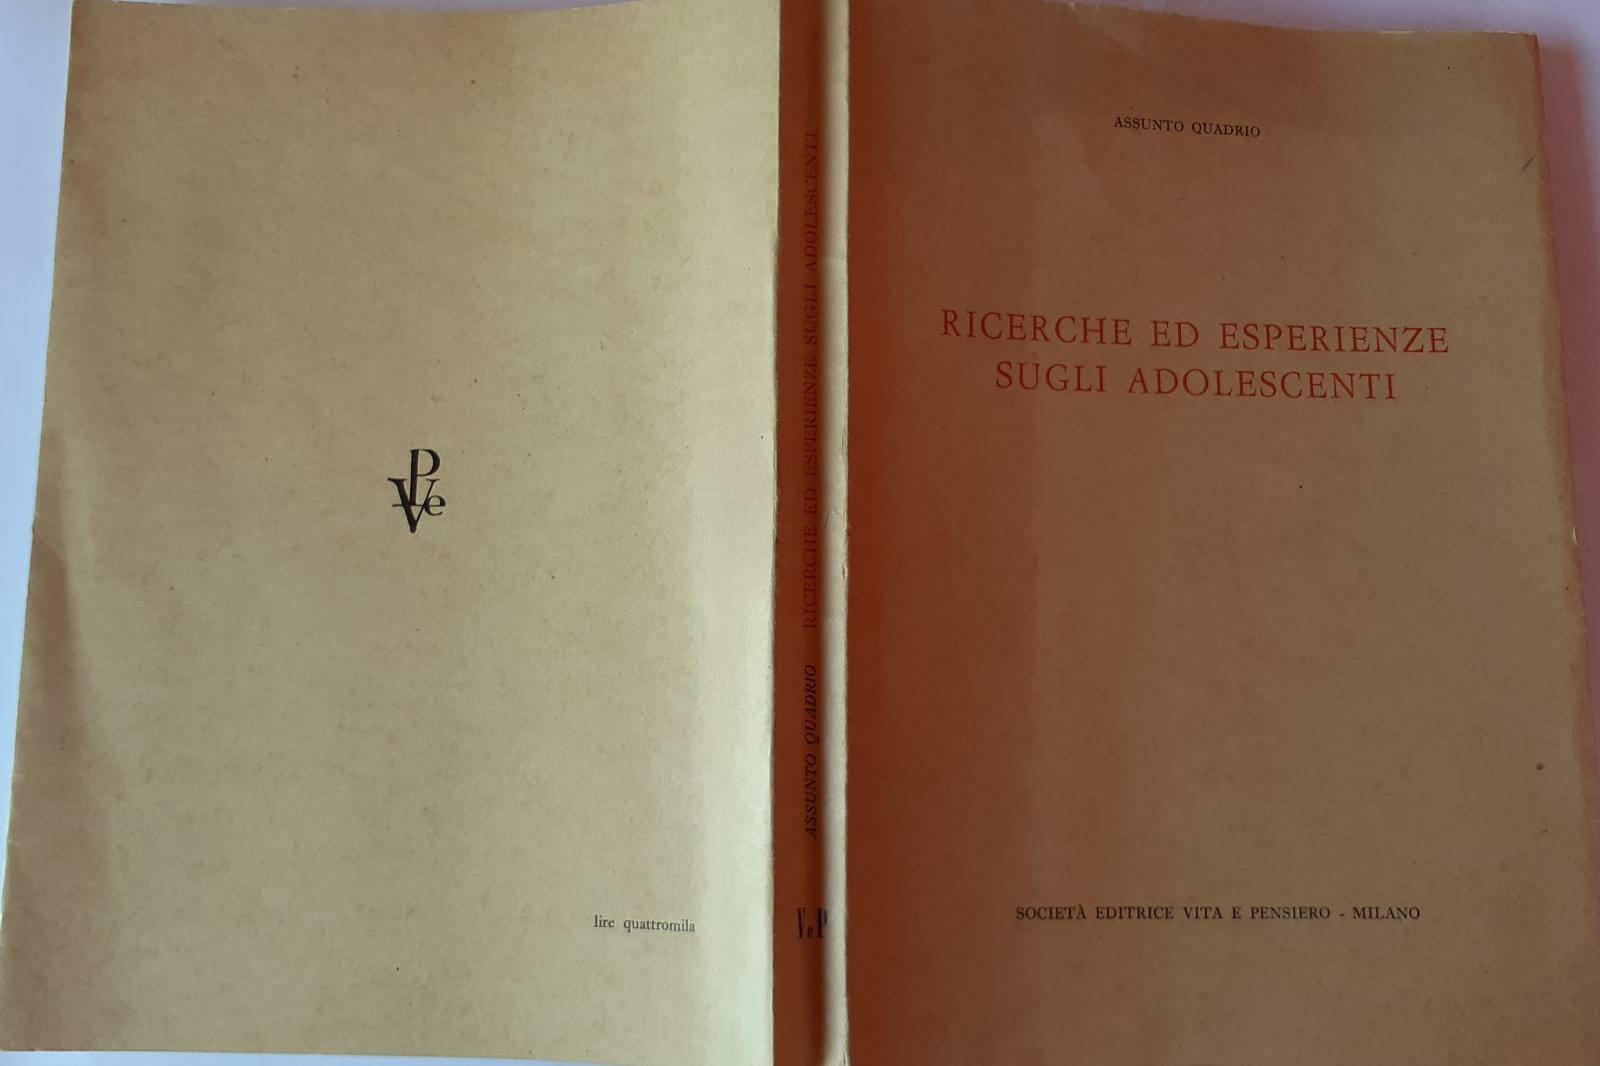 PVe
lire quattromila
ASSUNTO QUADRIO RICERCHE ED ESPERIENZE SUGLI ADOLESCENTI
VeP
ASSUNTO QUADRIO
RICERCHE ED ESPERIENZE
SUGLI ADOLESCENTI
SOCIETÀ EDITRICE VITA E PENSIERO - MILANO